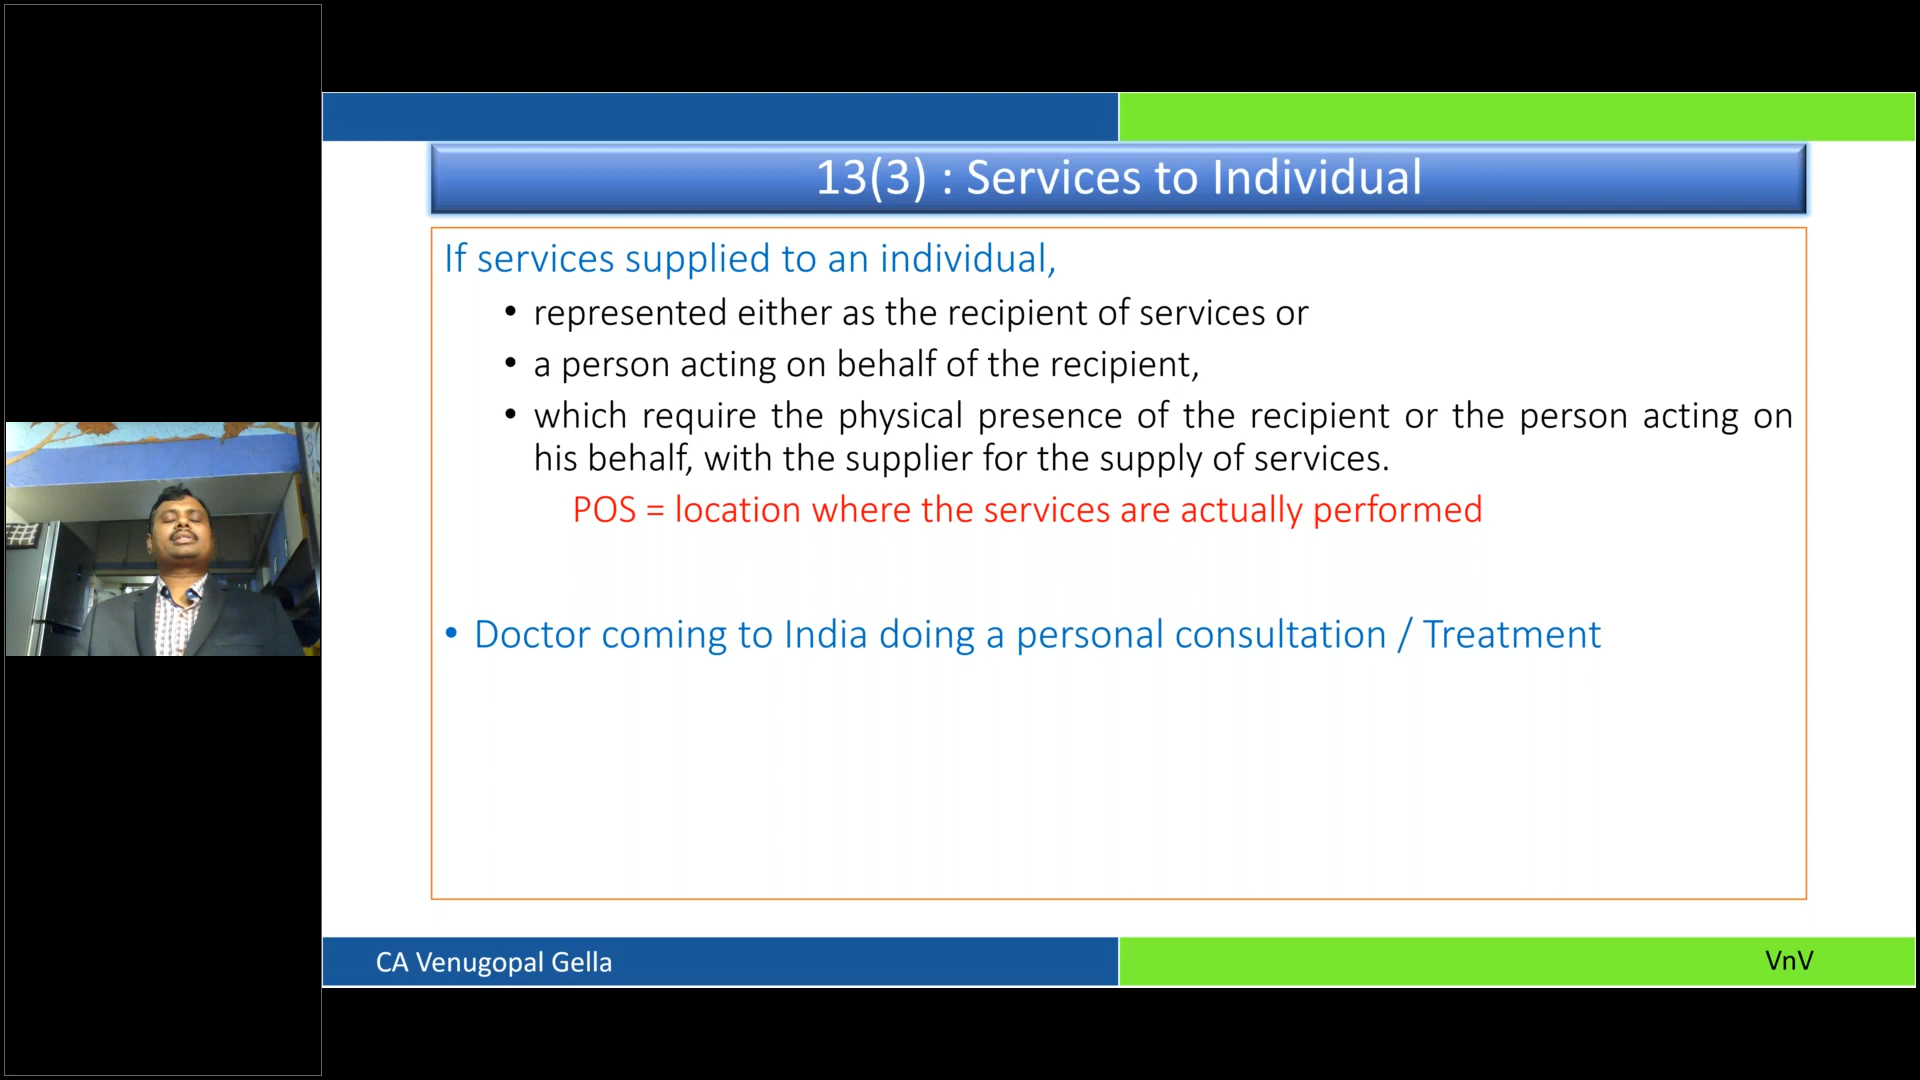 13(3) : Services to Individual
If services supplied to an individual,
• represented either as the recipient of services or
• a person acting on behalf of the recipient,
• which require the physical presence of the recipient or the person acting on
his behalf, with the supplier for the supply of services.
POS = location where the services are actually performed
• Doctor coming to India doing a personal consultation / Treatment
CA Venugopal Gella
VnV